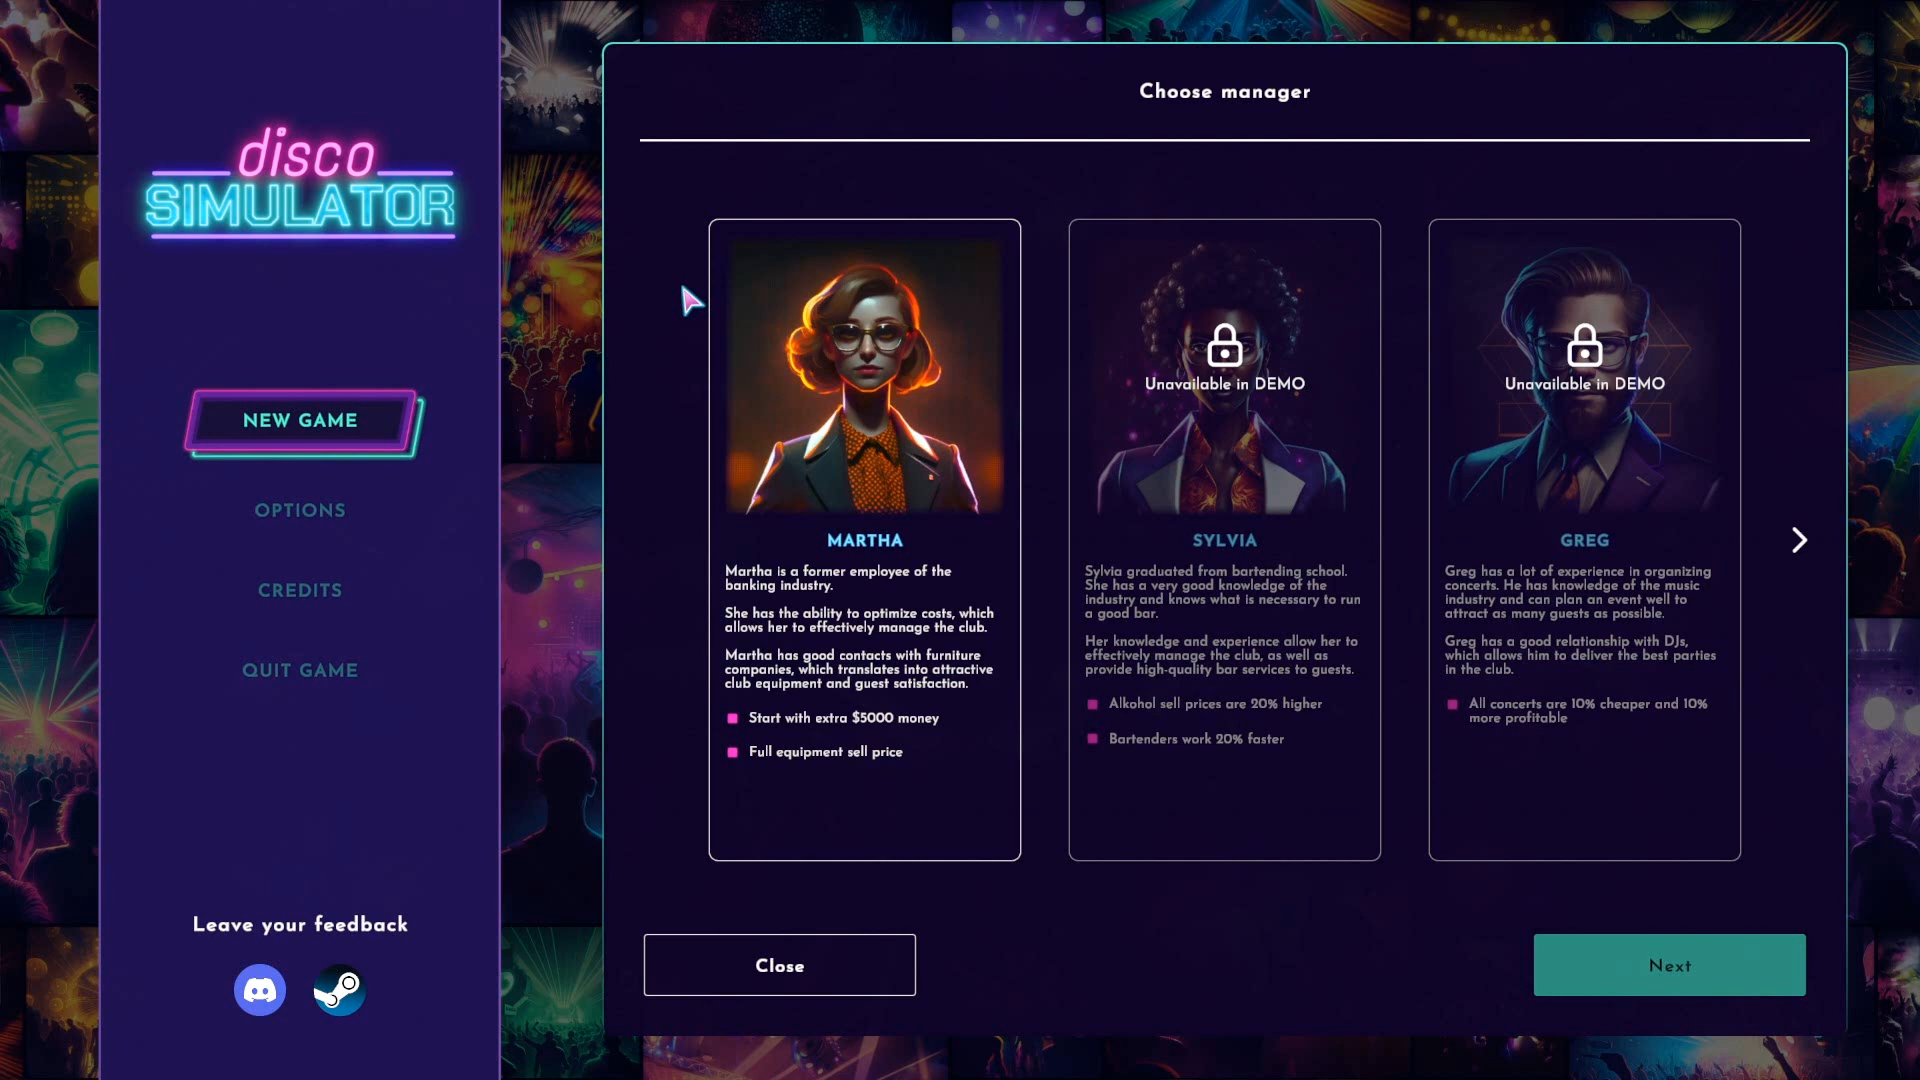 disco
SIMULATOR
NEW GAME
OPTIONS
CREDITS
QUIT GAME
Leave your feedback
Choose manager
MARTHA
Martha is a former employee of the
banking industry.
She has the ability to optimize costs, which
allows her to effectively manage the club.
Martha has good contacts with furniture
companies, which translates into attractive
club equipment and guest satisfaction.
Start with extra $5000 money
Full equipment sell price
Unavailable in DEMO
SYLVIA
Sylvia graduated from bartending school.
She has a very good knowledge of the
industry and knows what is necessary to run
a good bar.
Her knowledge and experience allow her to
effectively manage the club, as well as
provide high-quality bar services to guests.
Alkohol sell prices are 20% higher
Bartenders work 20% faster
Unavailable in DEMO
GREG
Greg has a lot of experience in organizing
concerts. He has knowledge of the music
industry and can plan an event well to
attract as many guests as possible.
Greg has a good relationship with DJs,
which allows him to deliver the best parties
in the club.
All concerts are 10% cheaper and 10%
more profitable
Close
Next